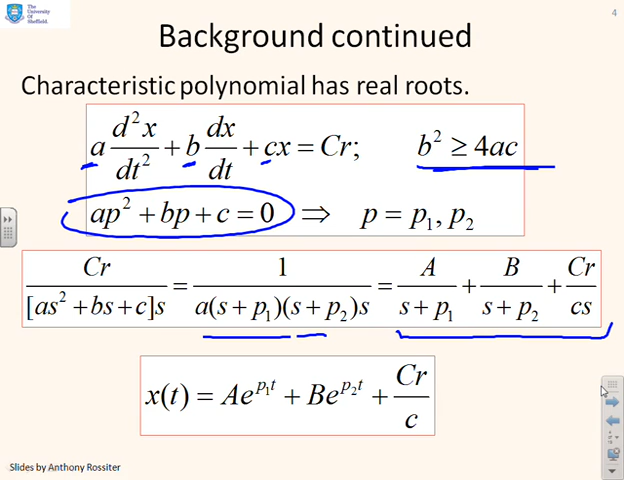 The
University
Of
Sheffield.
4
Background continued
Characteristic polynomial has real roots.
a d²x/dt² + b dx/dt + cx = Cr; b² ≥ 4ac
ap² + bp + c = 0 ⇒ p = p₁, p₂
Cr/[as² + bs + c]s = 1/a(s + p₁)(s + p₂)s = A/s + p₁ + B/s + p₂ + Cr/cs
x(t) = Ae^{p₁t} + Be^{p₂t} + Cr/c
Slides by Anthony Rossiter